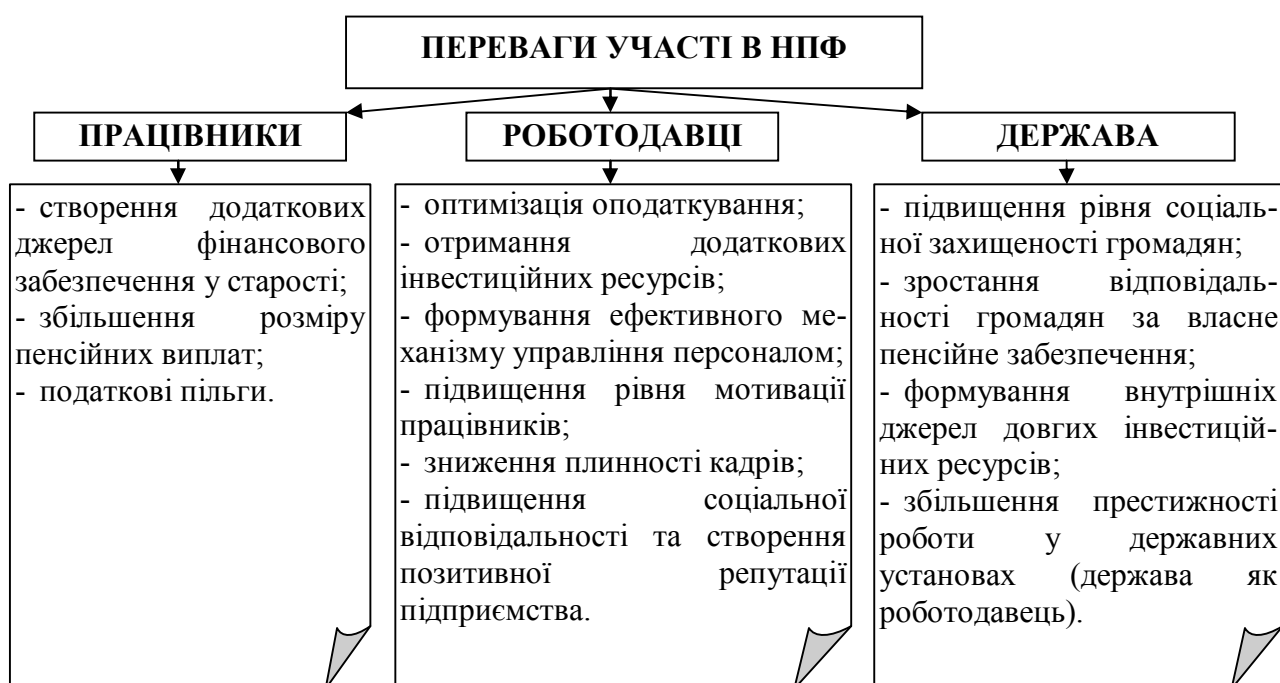 ПЕРЕВАГИ УЧАСТІ В НПФ
ПРАЦІВНИКИ
- створення додаткових
джерел фінансового
забезпечення у старості;
- збільшення розміру
пенсійних виплат;
- податкові пільги.
РОБОТОДАВЦІ
- оптимізація оподаткування;
- отримання додаткових
інвестиційних ресурсів;
- формування ефективного ме-
ханізму управління персоналом;
- підвищення рівня мотивації
працівників;
- зниження плинності кадрів;
- підвищення соціальної
відповідальності та створення
позитивної репутації
підприємства.
ДЕРЖАВА
- підвищення рівня соціаль-
ної захищеності громадян;
- зростання відповідаль-
ності громадян за власне
пенсійне забезпечення;
- формування внутрішніх
джерел довгих інвестицій-
них ресурсів;
- збільшення престижності
роботи у державних
установах (держава як
роботодавець).